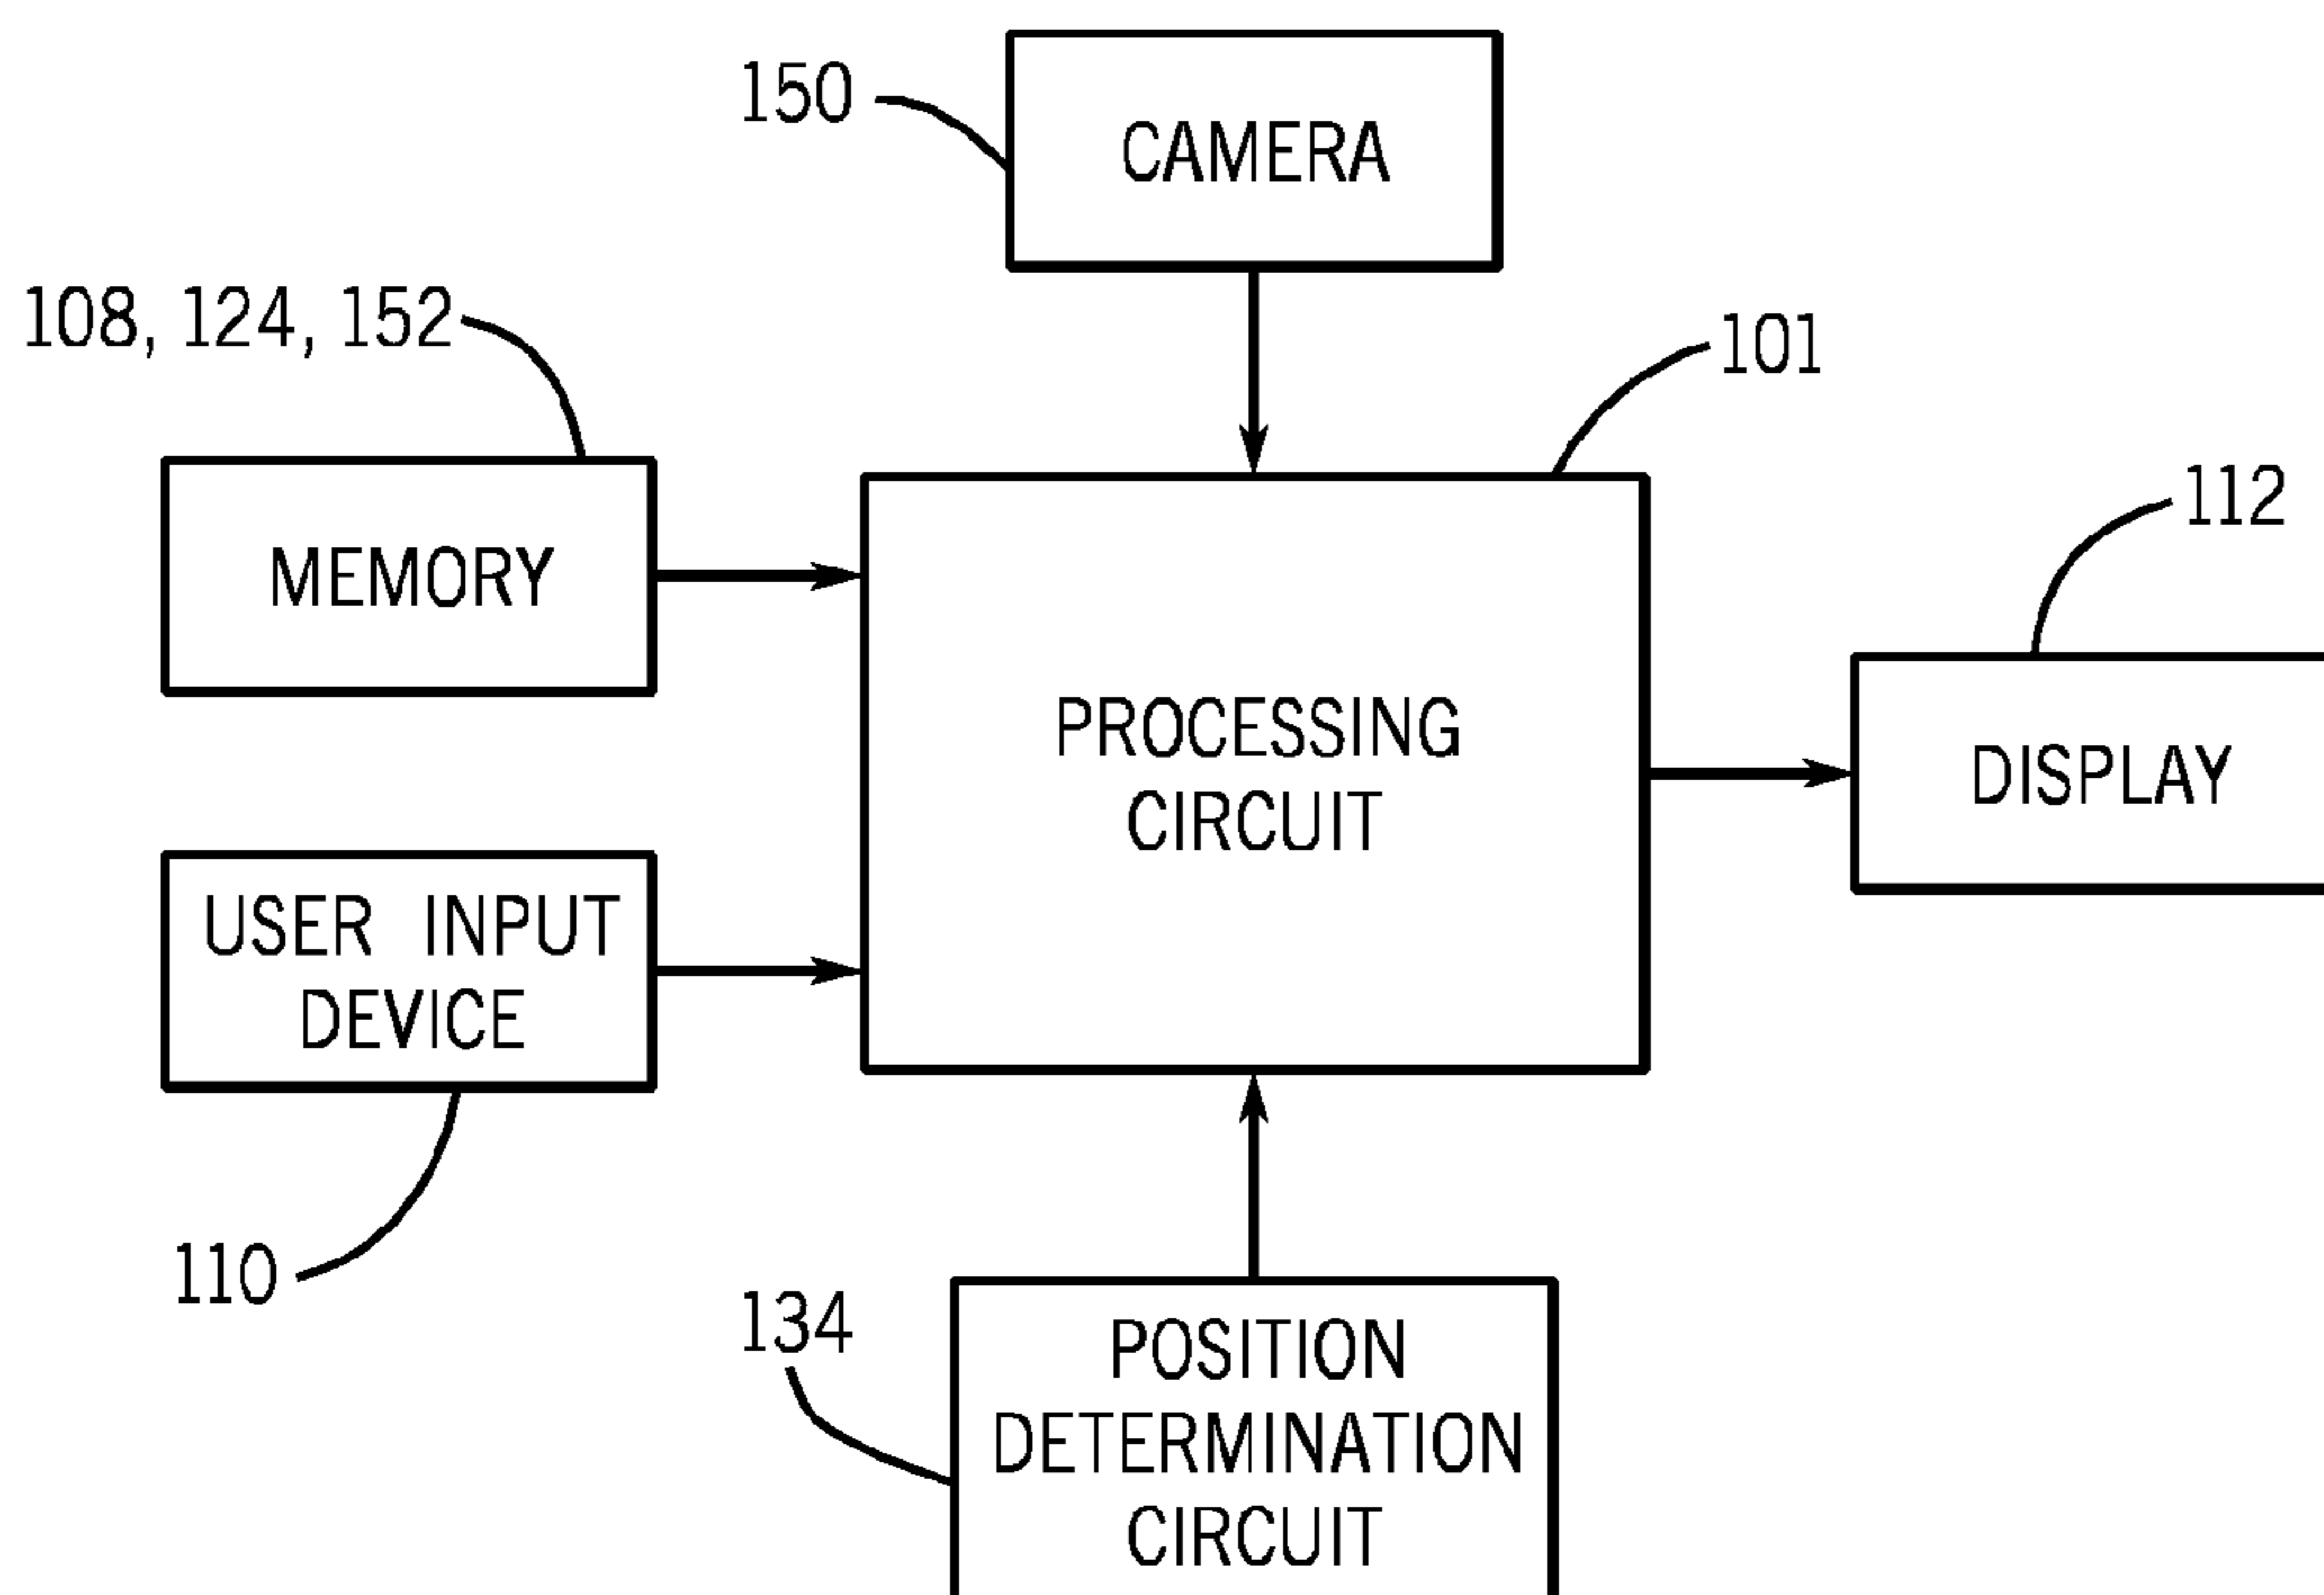 150
CAMERA
108, 124, 152
101
MEMORY
112
PROCESSING
CIRCUIT
DISPLAY
USER INPUT
DEVICE
110
134
POSITION
DETERMINATION
CIRCUIT